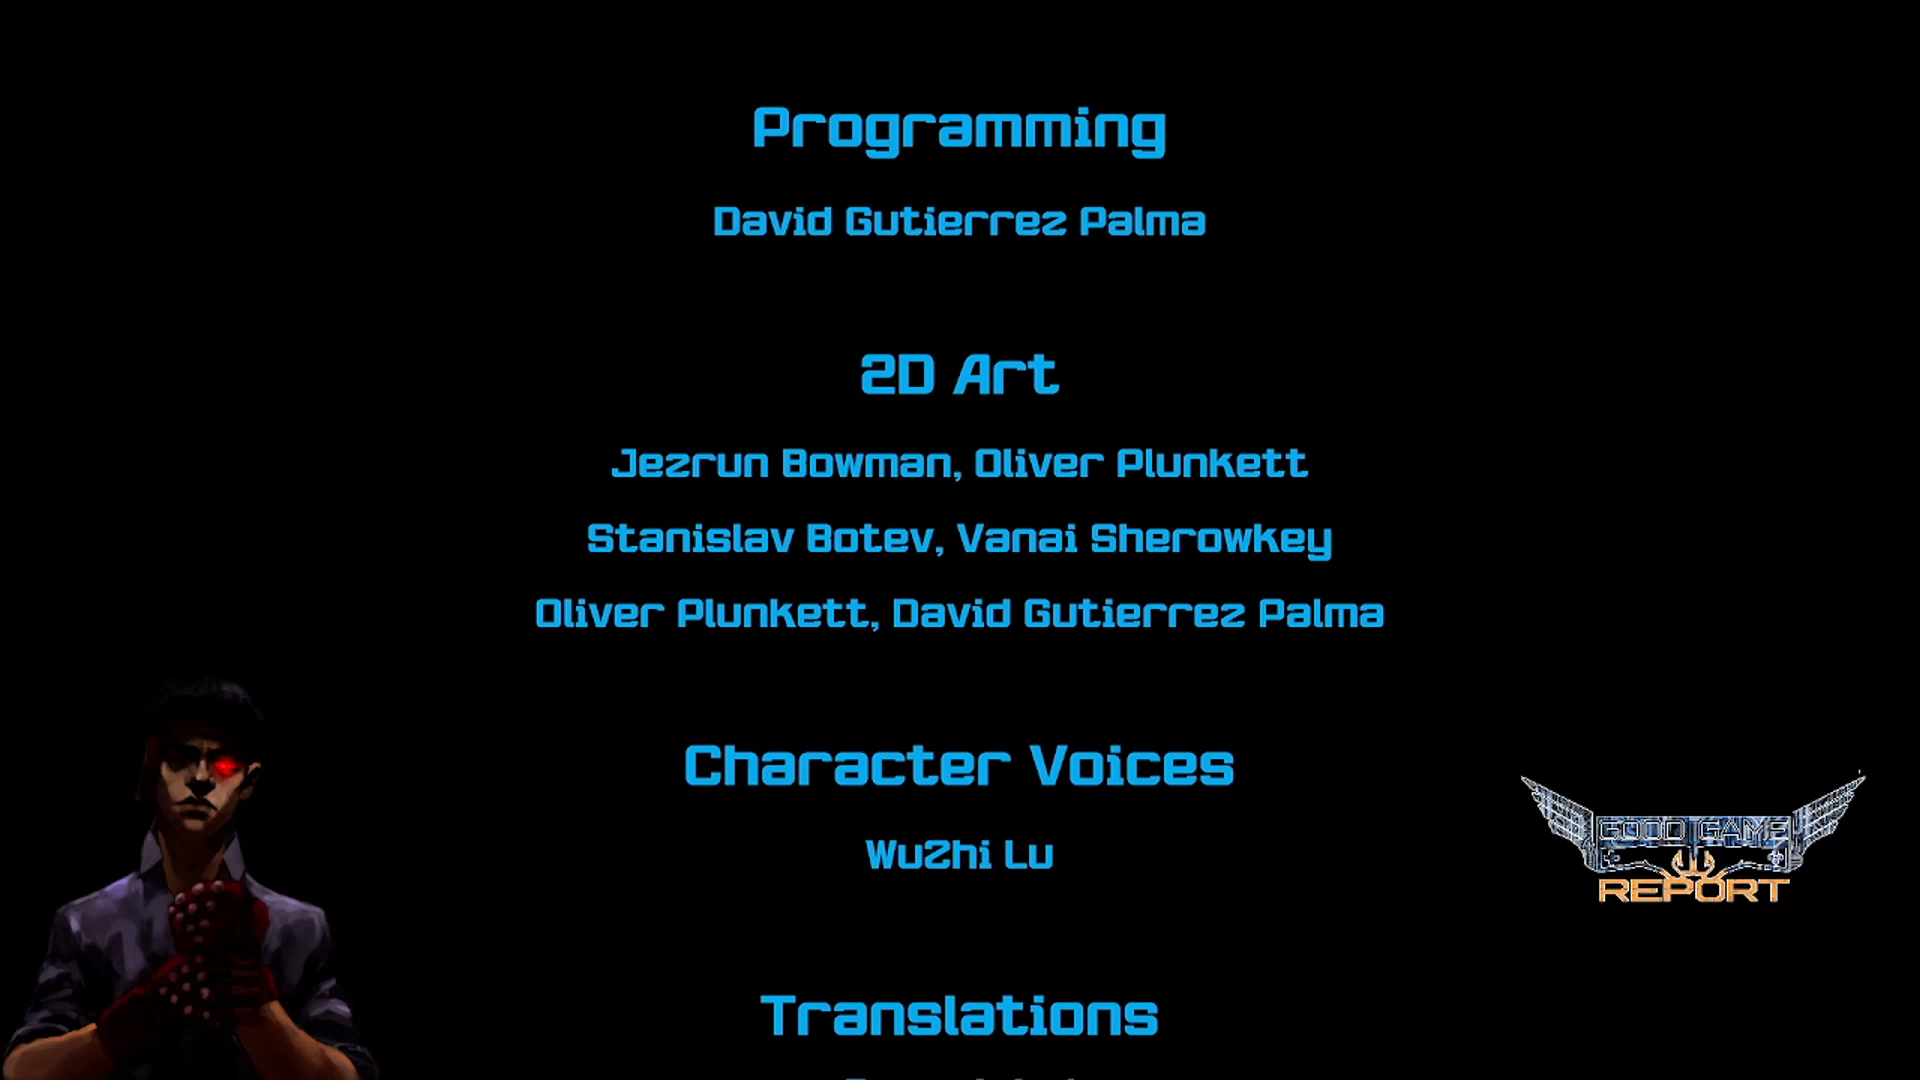 Programming
David Gutierrez Palma
2D Art
Jezrun Bowman, Oliver Plunkett
Stanislav Botev, Vanai Sherowkey
Oliver Plunkett, David Gutierrez Palma
Character Voices
WuZhi Lu
GOOD GAME
REPORT
Translations